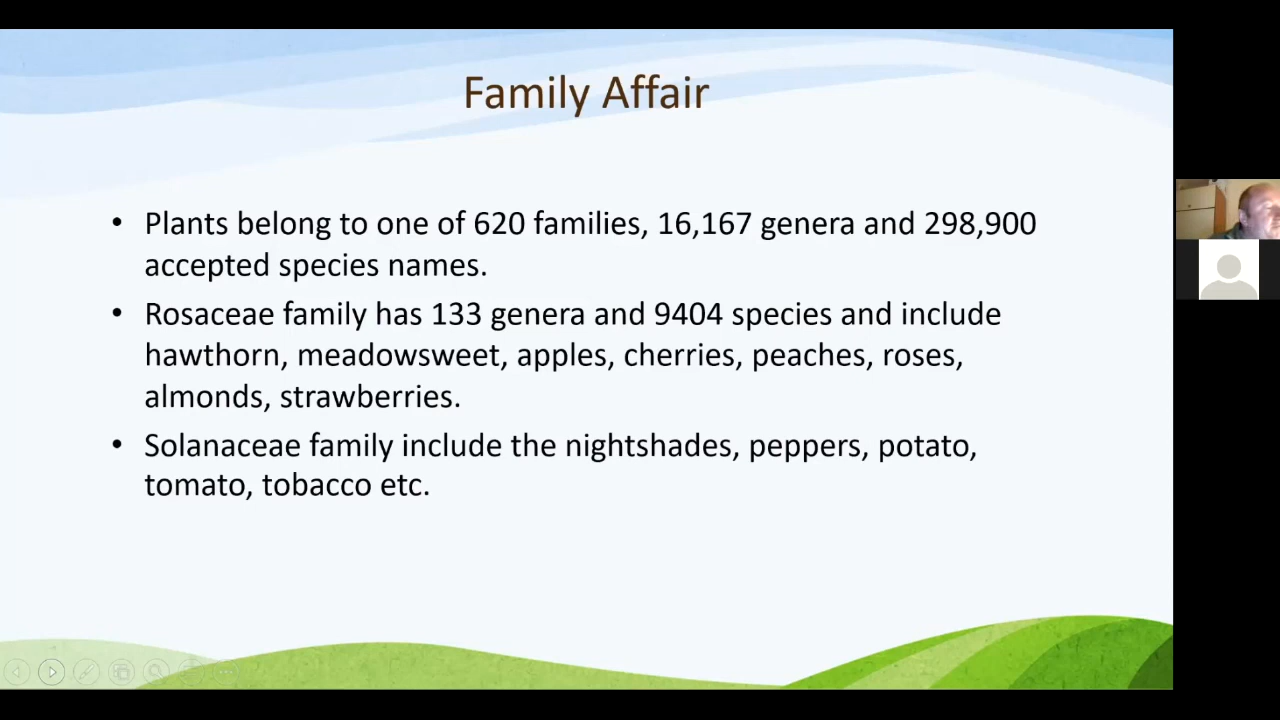 Family Affair
• Plants belong to one of 620 families, 16,167 genera and 298,900
accepted species names.
• Rosaceae family has 133 genera and 9404 species and include
hawthorn, meadowsweet, apples, cherries, peaches, roses,
almonds, strawberries.
• Solanaceae family include the nightshades, peppers, potato,
tomato, tobacco etc.